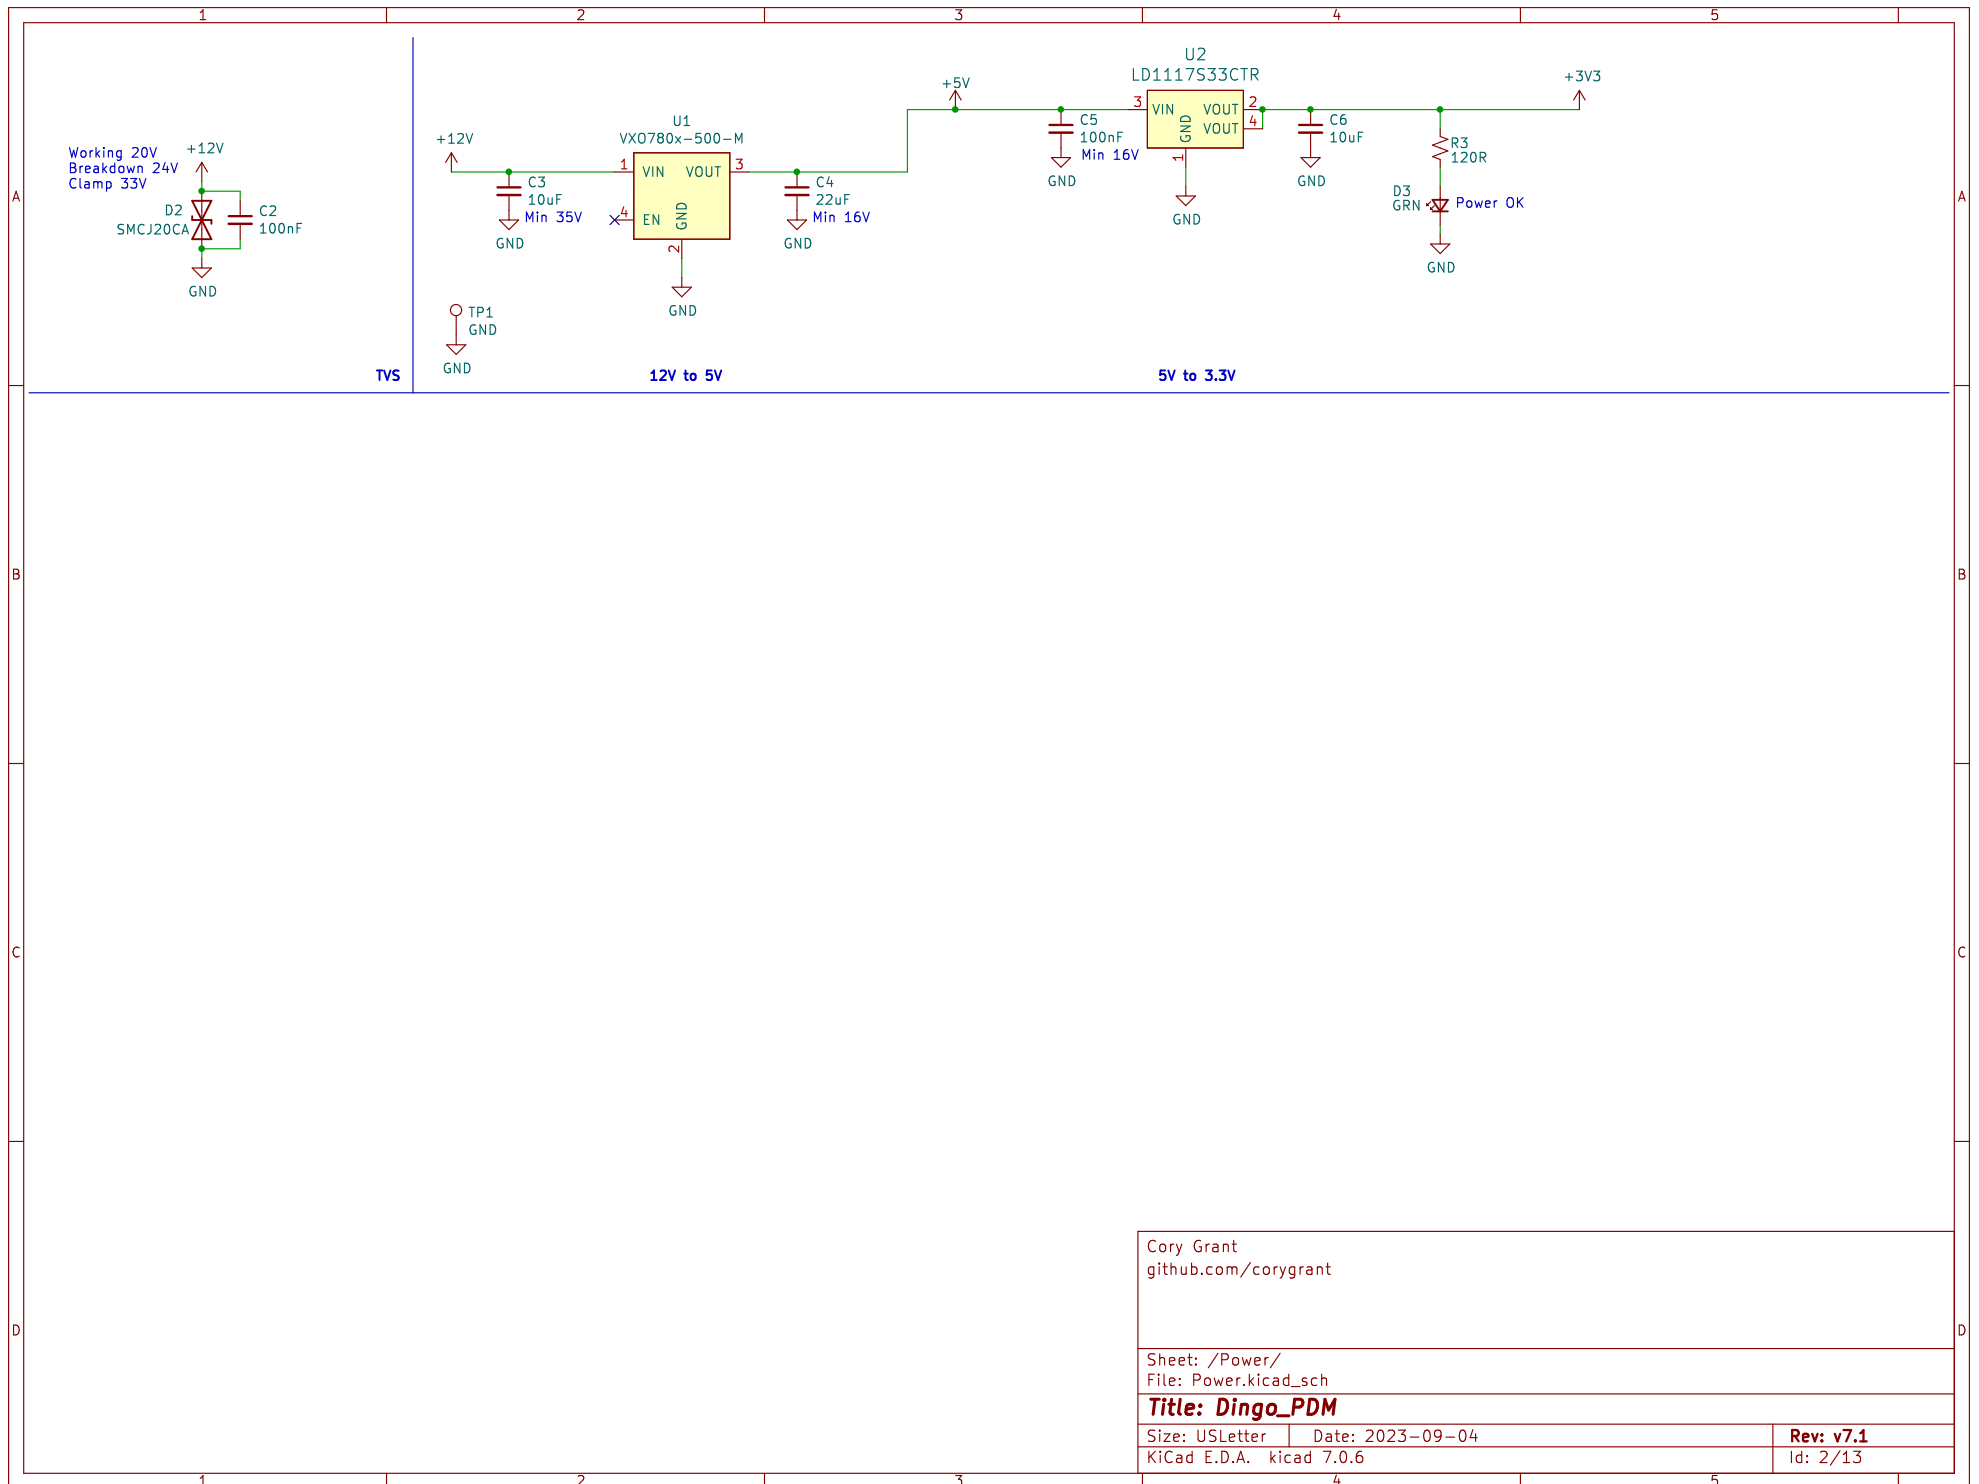 1 2 3 4 5
A
B
C
D
Working 20V
Breakdown 24V
Clamp 33V
+12V
D2
SMCJ20CA
C2
100nF
GND
TVS
+12V
C3
10uF
Min 35V
GND
U1
VXO780x-500-M
1 VIN
VOUT 3
4 EN
GND
2
GND
C4
22uF
Min 16V
GND
TP1
GND
GND
12V to 5V
+5V
C5
100nF
Min 16V
GND
U2
LD1117S33CTR
3 VIN
VOUT 2
VOUT 4
GND
1
GND
C6
10uF
GND
R3
120R
D3
GRN
Power OK
GND
+3V3
5V to 3.3V
A
B
C
D
Cory Grant
github.com/corygrant
Sheet: /Power/
File: Power.kicad_sch
Title: Dingo_PDM
Size: USLetter Date: 2023-09-04 Rev: v7.1
KiCad E.D.A. kicad 7.0.6 Id: 2/13
1 2 3 4 5